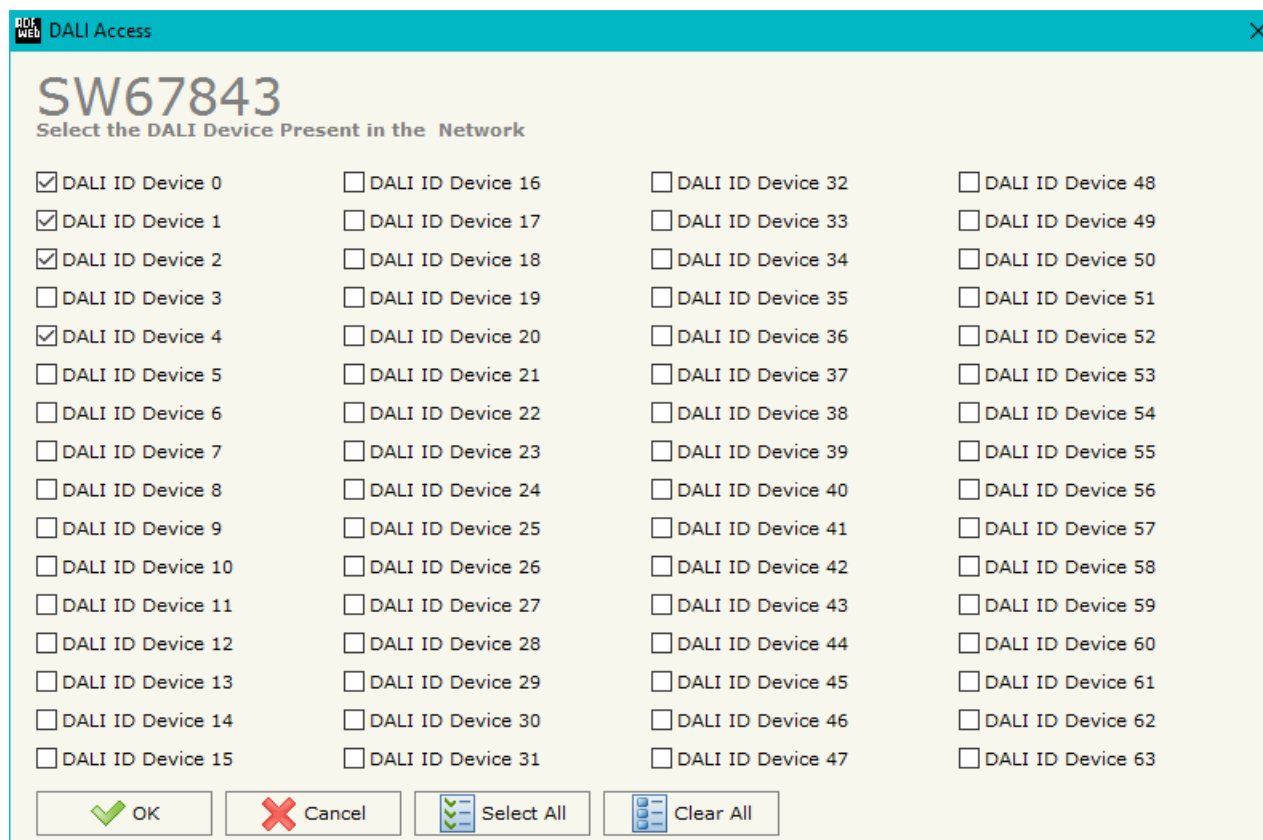 ADF
WEB
DALI Access
SW67843
Select the DALI Device Present in the Network
DALI ID Device 0
DALI ID Device 1
DALI ID Device 2
DALI ID Device 3
DALI ID Device 4
DALI ID Device 5
DALI ID Device 6
DALI ID Device 7
DALI ID Device 8
DALI ID Device 9
DALI ID Device 10
DALI ID Device 11
DALI ID Device 12
DALI ID Device 13
DALI ID Device 14
DALI ID Device 15
DALI ID Device 16
DALI ID Device 17
DALI ID Device 18
DALI ID Device 19
DALI ID Device 20
DALI ID Device 21
DALI ID Device 22
DALI ID Device 23
DALI ID Device 24
DALI ID Device 25
DALI ID Device 26
DALI ID Device 27
DALI ID Device 28
DALI ID Device 29
DALI ID Device 30
DALI ID Device 31
DALI ID Device 32
DALI ID Device 33
DALI ID Device 34
DALI ID Device 35
DALI ID Device 36
DALI ID Device 37
DALI ID Device 38
DALI ID Device 39
DALI ID Device 40
DALI ID Device 41
DALI ID Device 42
DALI ID Device 43
DALI ID Device 44
DALI ID Device 45
DALI ID Device 46
DALI ID Device 47
DALI ID Device 48
DALI ID Device 49
DALI ID Device 50
DALI ID Device 51
DALI ID Device 52
DALI ID Device 53
DALI ID Device 54
DALI ID Device 55
DALI ID Device 56
DALI ID Device 57
DALI ID Device 58
DALI ID Device 59
DALI ID Device 60
DALI ID Device 61
DALI ID Device 62
DALI ID Device 63
OK
Cancel
Select All
Clear All